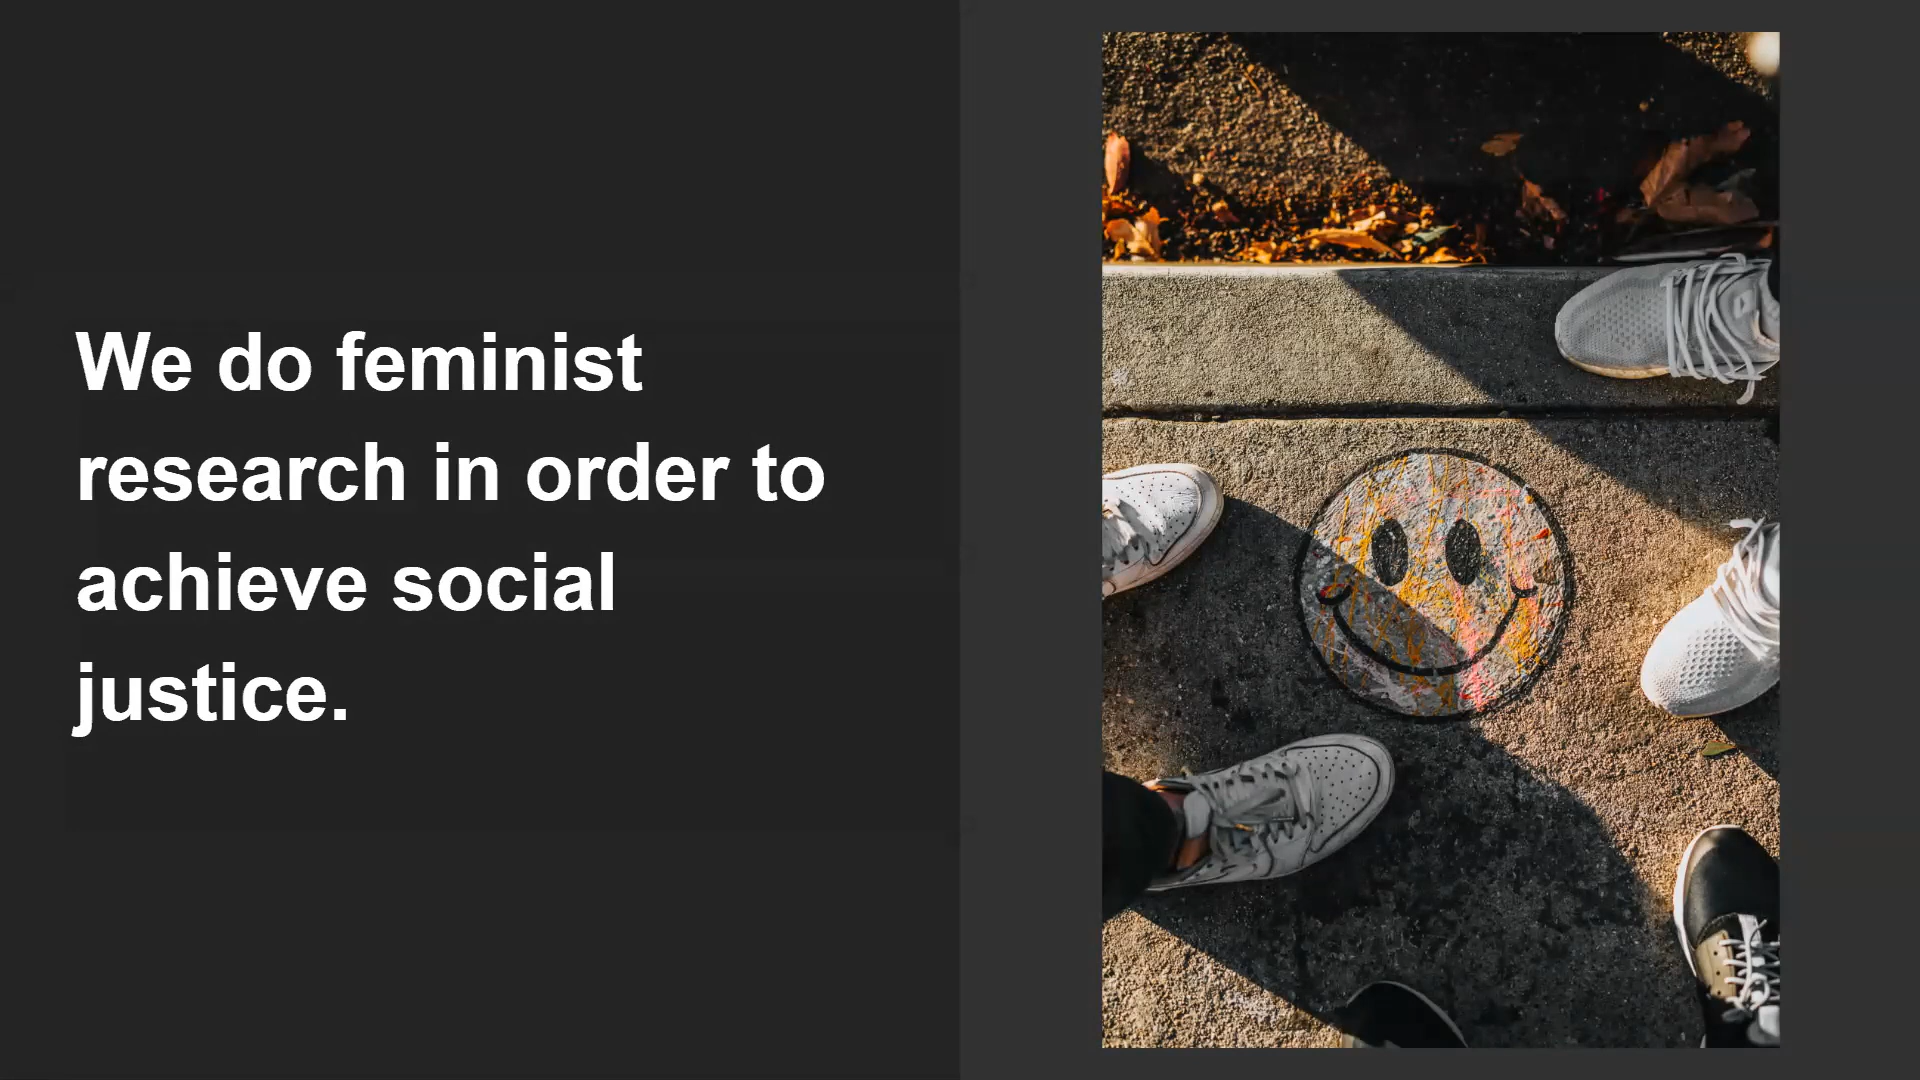 We do feminist
research in order to
achieve social
justice.